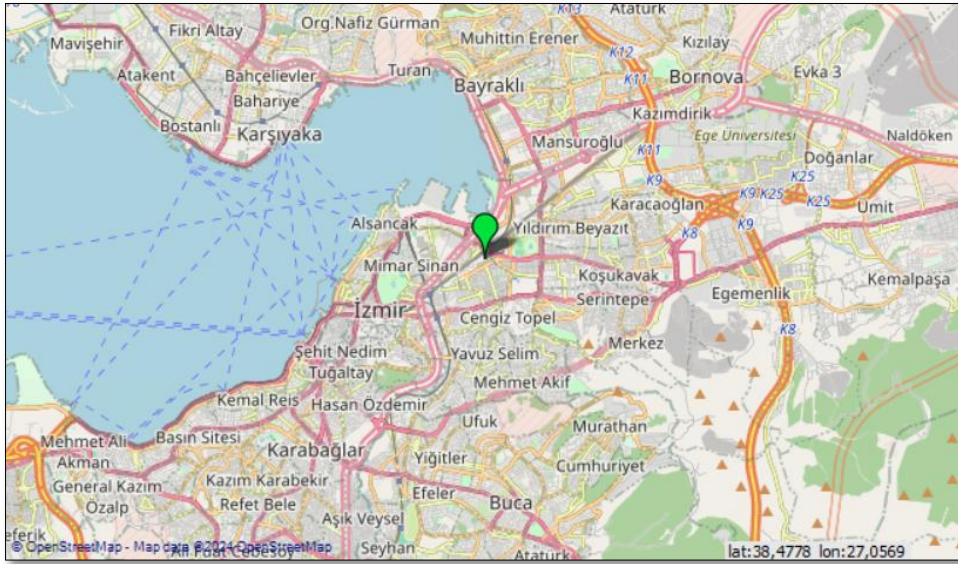 Org.Nafiz Gürman
Fikri Altay
Mavişehir
K13
Atatürk
Muhittin Erener
Kızılay
K12
Atakent
Bahçelievler
Turan
K11
Bornova
Evka 3
Bayraklı
Bahariye
Kazımdirik
Bostanlı
Karşıyaka
Mansuroğlu
Ege Üniversitesi
Naldöken
K11
Doğanlar
K9
K9
K25
K25
K25
Karacaoğlan
Ümit
Alsancak
Yıldırım Beyazıt
K8
K9
Mimar Sinan
Koşukavak
Kemalpaşa
Serintepe
Egemenlik
İzmir
Cengiz Topel
K8
Merkez
Şehit Nedim
Tuğaltay
Yavuz Selim
Mehmet Akif
Kemal Reis
Hasan Özdemir
Ufuk
Murathan
Mehmet Ali
Akman
Basın Sitesi
Karabağlar
Yiğitler
Cumhuriyet
General Kazım
Özalp
Kazım Karabekir
Efeler
Refet Bele
Buca
Aşık Veysel
eferik
Ali Fuat Cebesoy
Seyhan
Atatürk
© OpenStreetMap - Map data ©2024 OpenStreetMap
lat:38,4778 lon:27,0569